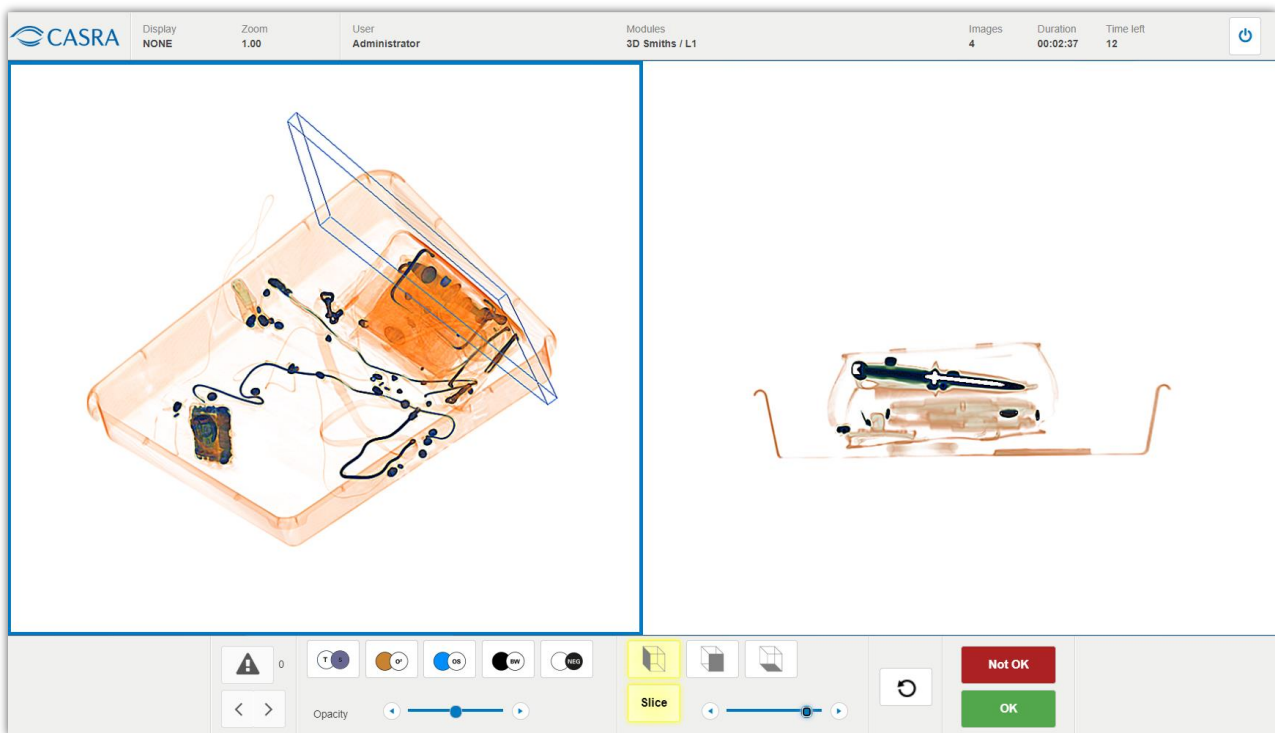 CASRA
Display
NONE
Zoom
1.00
User
Administrator
Modules
3D Smiths / L1
Images
4
Duration
00:02:37
Time left
12
0
T S
O²
OS
BW
NEG
Opacity
Slice
Not OK
OK